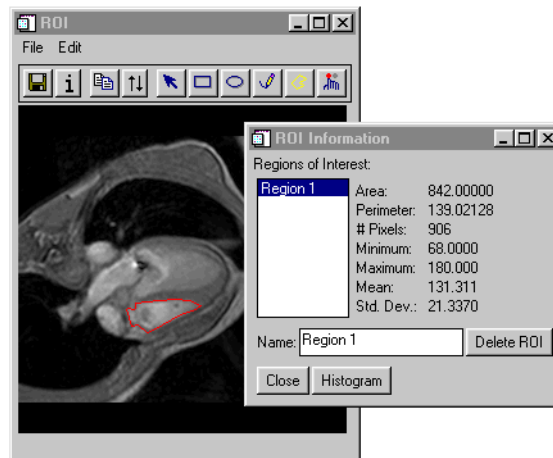 ROI
File Edit
ROI Information
Regions of Interest:
Region 1
Area: 842.00000
Perimeter: 139.02128
# Pixels: 906
Minimum: 68.0000
Maximum: 180.000
Mean: 131.311
Std. Dev.: 21.3370
Name: Region 1 Delete ROI
Close Histogram